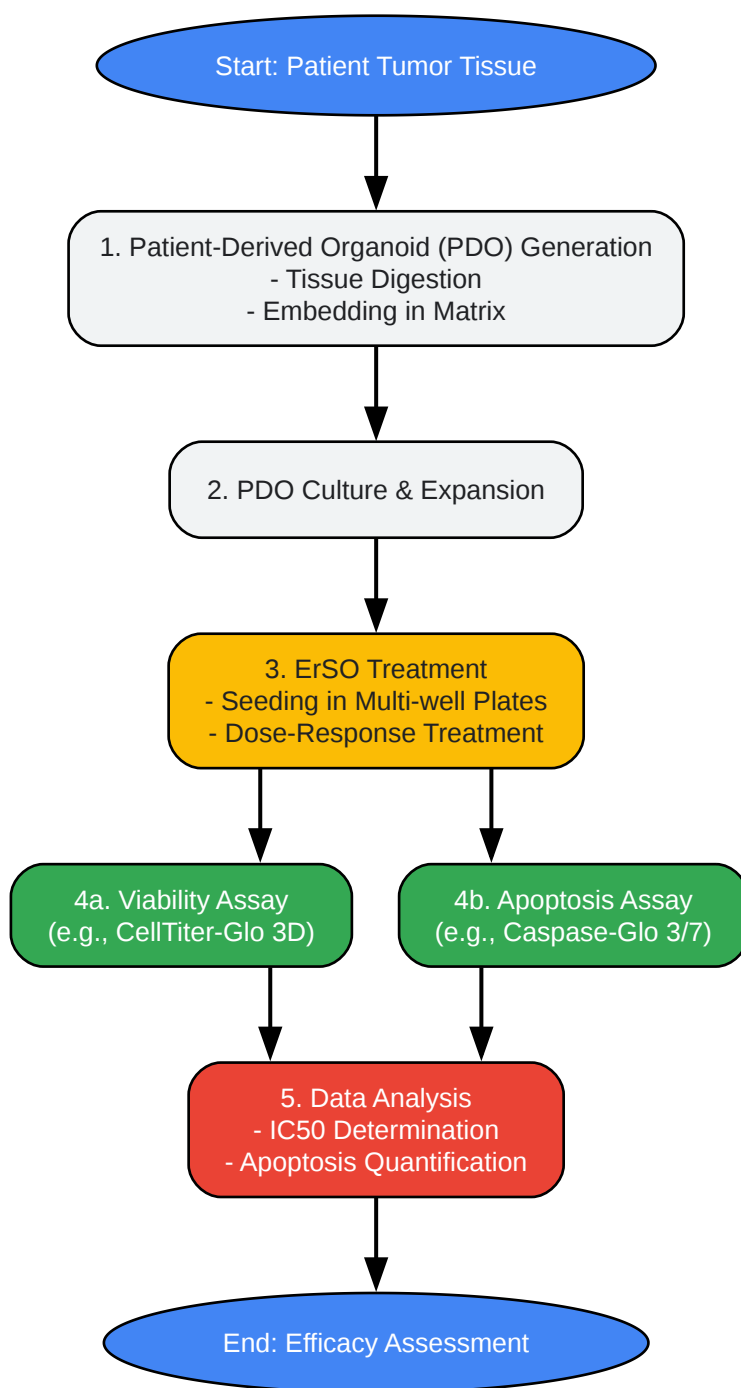 Start: Patient Tumor Tissue
1. Patient-Derived Organoid (PDO) Generation
- Tissue Digestion
- Embedding in Matrix
2. PDO Culture & Expansion
3. ErSO Treatment
- Seeding in Multi-well Plates
- Dose-Response Treatment
4a. Viability Assay
(e.g., CellTiter-Glo 3D)
4b. Apoptosis Assay
(e.g., Caspase-Glo 3/7)
5. Data Analysis
- IC50 Determination
- Apoptosis Quantification
End: Efficacy Assessment